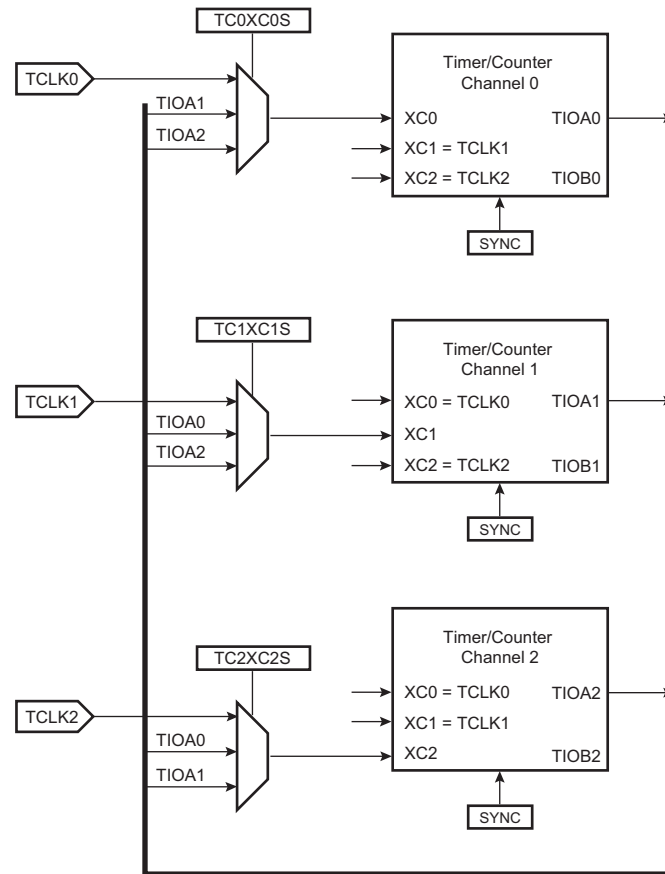 TC0XC0S
TCLK0
TIOA1
TIOA2
Timer/Counter
Channel 0
XC0
TIOA0
XC1 = TCLK1
XC2 = TCLK2
TIOB0
SYNC
TC1XC1S
TCLK1
TIOA0
TIOA2
Timer/Counter
Channel 1
XC0 = TCLK0
TIOA1
XC1
XC2 = TCLK2
TIOB1
SYNC
TC2XC2S
TCLK2
TIOA0
TIOA1
Timer/Counter
Channel 2
XC0 = TCLK0
TIOA2
XC1 = TCLK1
XC2
TIOB2
SYNC